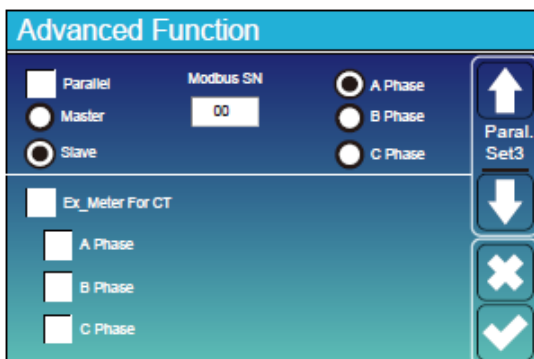 Advanced Function
Parallel
Master
Slave
Modbus SN
00
A Phase
B Phase
C Phase
Paral.
Set3
Ex_Meter For CT
A Phase
B Phase
C Phase